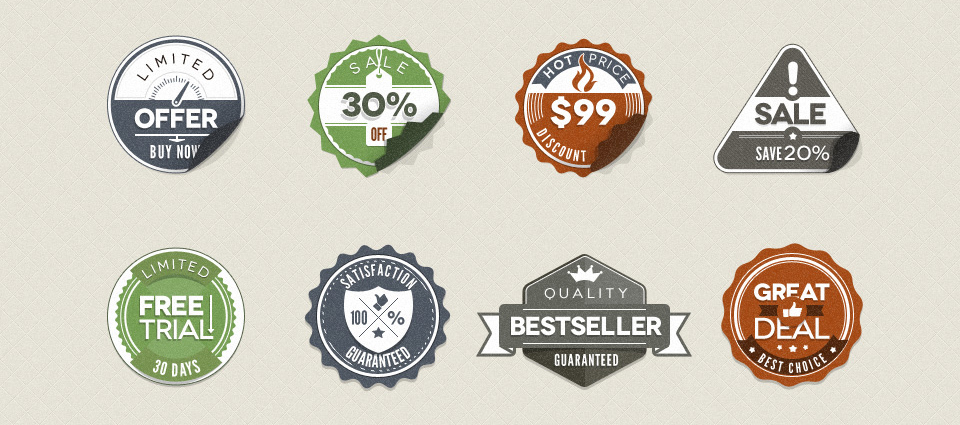 LIMITED
OFFER
BUY NOW
SALE
30%
OFF
HOT PRICE
$99
DISCOUNT
SALE
SAVE 20%
LIMITED
FREE
TRIAL
30 DAYS
SATISFACTION
100 %
GUARANTEED
QUALITY
BESTSELLER
GUARANTEED
GREAT
DEAL
BEST CHOICE